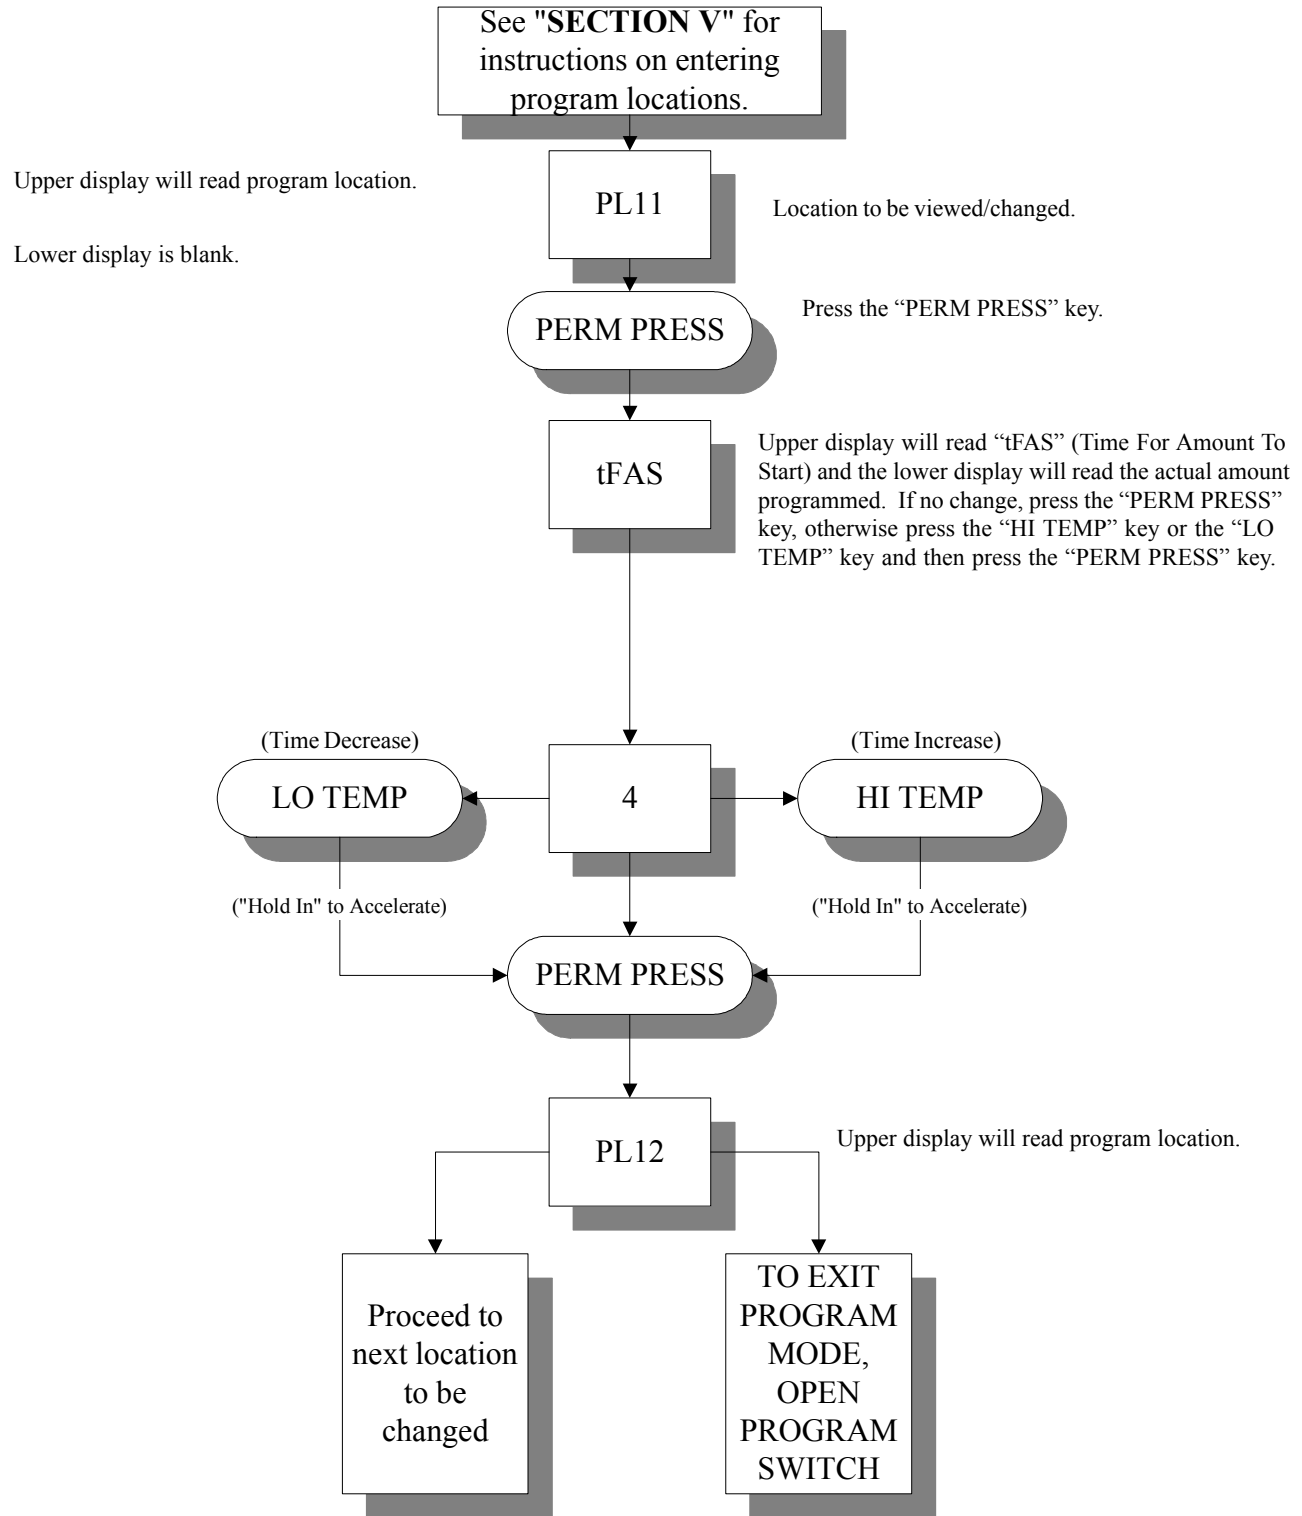 See "SECTION V" for
instructions on entering
program locations.
Upper display will read program location.
Lower display is blank.
PL11
Location to be viewed/changed.
PERM PRESS
Press the “PERM PRESS” key.
tFAS
Upper display will read “tFAS” (Time For Amount To
Start) and the lower display will read the actual amount
programmed. If no change, press the “PERM PRESS”
key, otherwise press the “HI TEMP” key or the “LO
TEMP” key and then press the “PERM PRESS” key.
(Time Decrease)
LO TEMP
4
(Time Increase)
HI TEMP
("Hold In" to Accelerate)
("Hold In" to Accelerate)
PERM PRESS
PL12
Upper display will read program location.
Proceed to
next location
to be
changed
TO EXIT
PROGRAM
MODE,
OPEN
PROGRAM
SWITCH